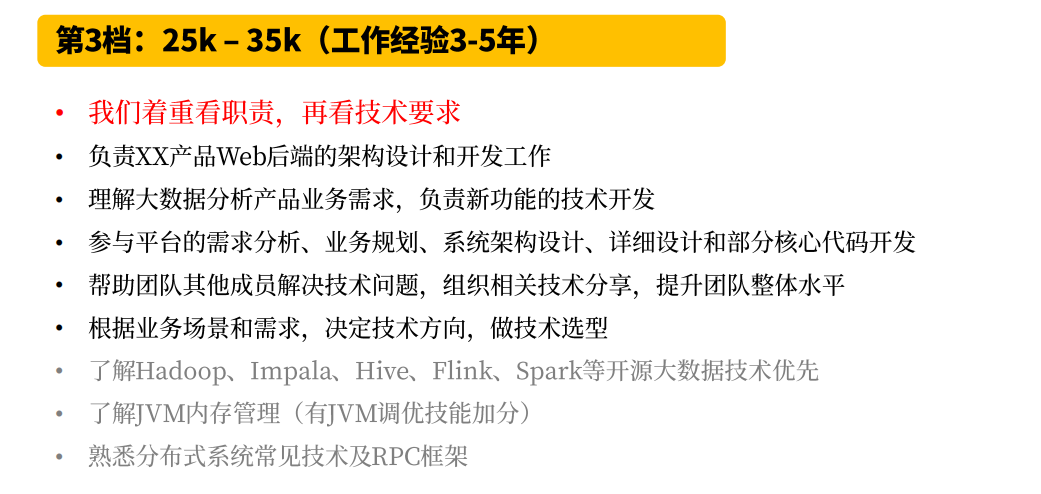 第3档：25k – 35k（工作经验3-5年）
• 我们着重看职责，再看技术要求
• 负责XX产品Web后端的架构设计和开发工作
• 理解大数据分析产品业务需求，负责新功能的技术开发
• 参与平台的需求分析、业务规划、系统架构设计、详细设计和部分核心代码开发
• 帮助团队其他成员解决技术问题，组织相关技术分享，提升团队整体水平
• 根据业务场景和需求，决定技术方向，做技术选型
• 了解Hadoop、Impala、Hive、Flink、Spark等开源大数据技术优先
• 了解JVM内存管理（有JVM调优技能加分）
• 熟悉分布式系统常见技术及RPC框架